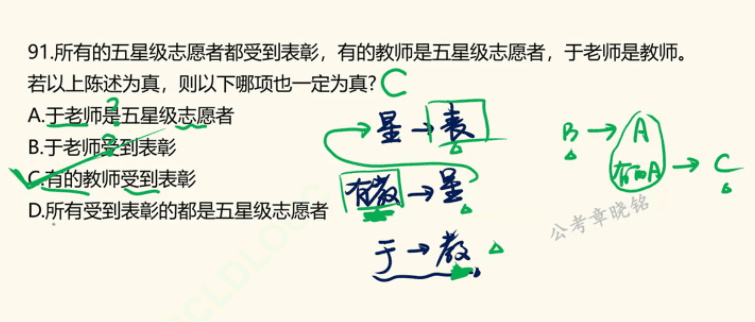 91.所有的五星级志愿者都受到表彰，有的教师是五星级志愿者，于老师是教师。
若以上陈述为真，则以下哪项也一定为真? C
A.于老师是五星级志愿者 ?
B.于老师受到表彰 ?
C.有的教师受到表彰
D.所有受到表彰的都是五星级志愿者
星→表
有教→星
于→教
B→A
有的A→C
公考章晓铭
CLDLOGIC